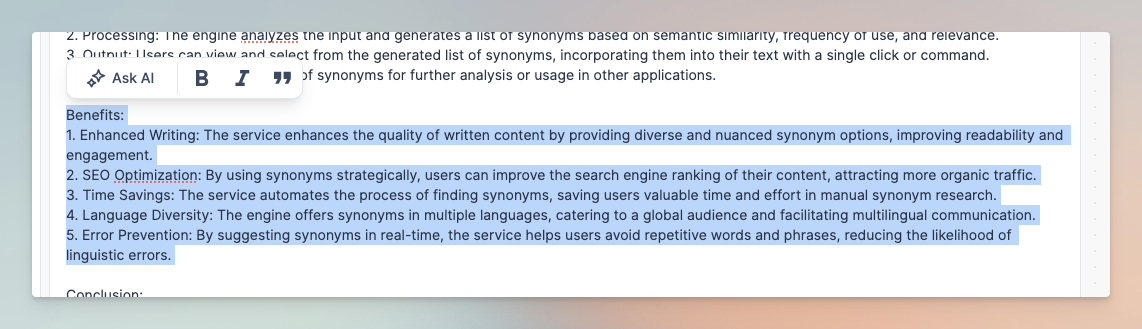 2. Processing: The engine analyzes the input and generates a list of synonyms based on semantic similarity, frequency of use, and relevance.
3. Output: Users can view and select from the generated list of synonyms, incorporating them into their text with a single click or command.
Ask AI B I
of synonyms for further analysis or usage in other applications.
Benefits:
1. Enhanced Writing: The service enhances the quality of written content by providing diverse and nuanced synonym options, improving readability and
engagement.
2. SEO Optimization: By using synonyms strategically, users can improve the search engine ranking of their content, attracting more organic traffic.
3. Time Savings: The service automates the process of finding synonyms, saving users valuable time and effort in manual synonym research.
4. Language Diversity: The engine offers synonyms in multiple languages, catering to a global audience and facilitating multilingual communication.
5. Error Prevention: By suggesting synonyms in real-time, the service helps users avoid repetitive words and phrases, reducing the likelihood of
linguistic errors.
Conclusion: